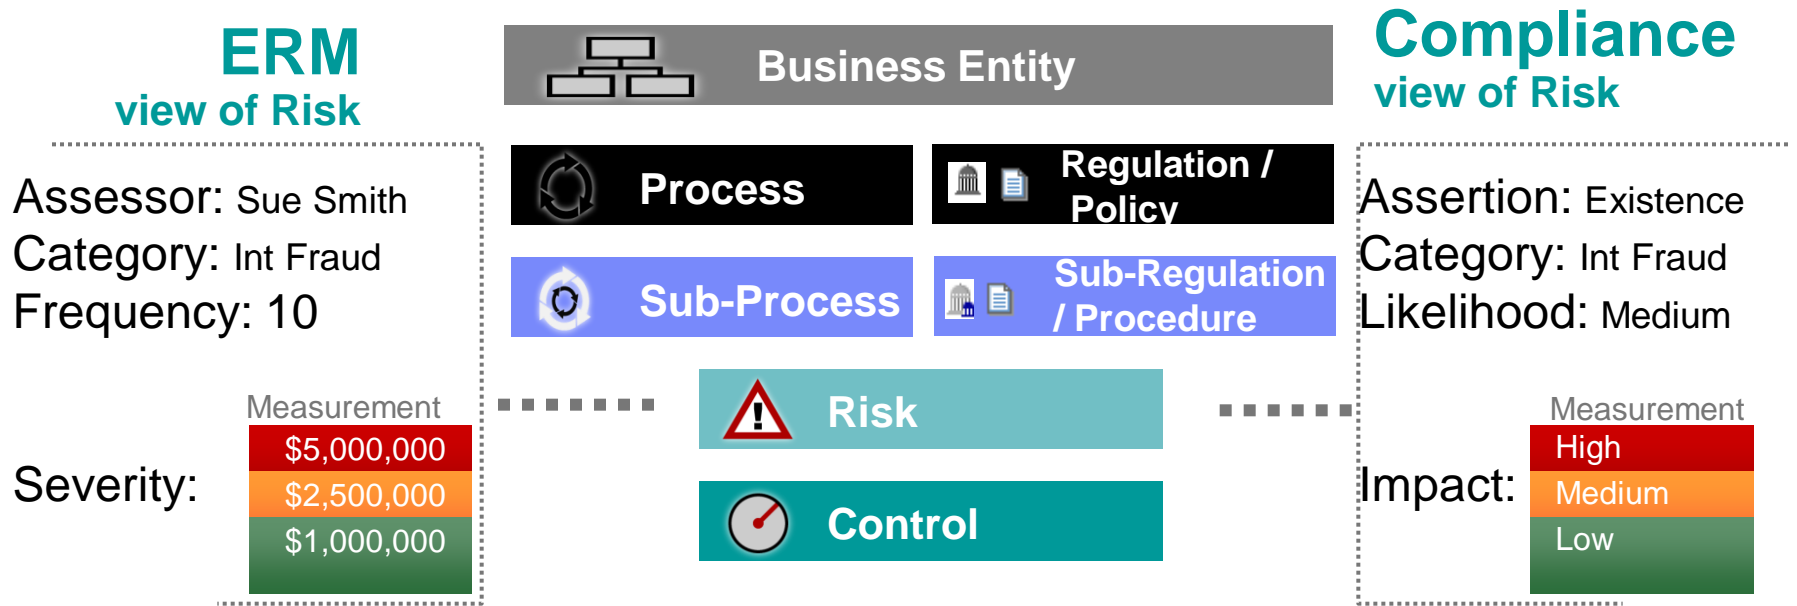 ERM
view of Risk
Assessor: Sue Smith
Category: Int Fraud
Frequency: 10
Measurement
$5,000,000
Severity:
$2,500,000
$1,000,000
Business Entity
Process
Regulation /
Policy
Sub-Process
Sub-Regulation
/ Procedure
Risk
Control
Compliance
view of Risk
Assertion: Existence
Category: Int Fraud
Likelihood: Medium
Measurement
High
Impact:
Medium
Low